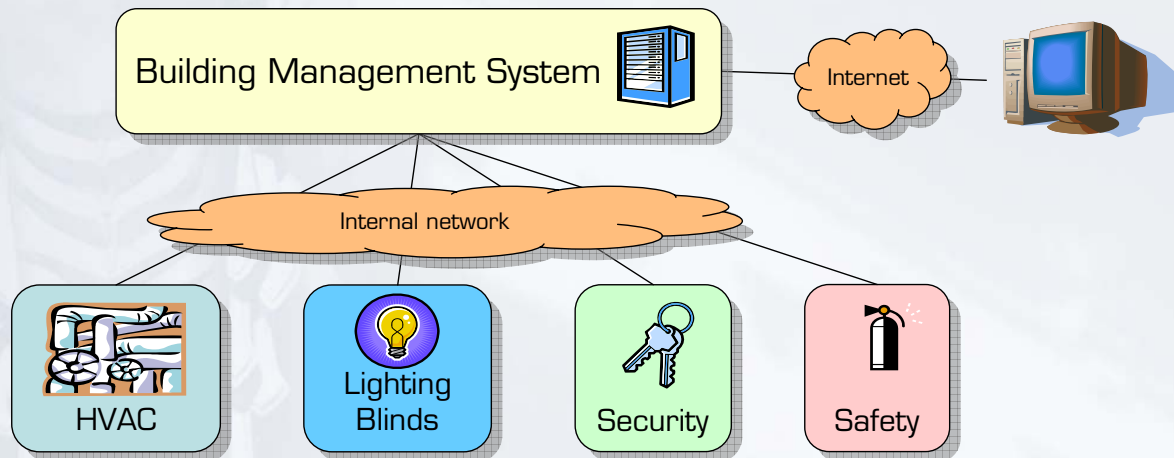 Building Management System
Internet
Internal network
HVAC
Lighting
Blinds
Security
Safety